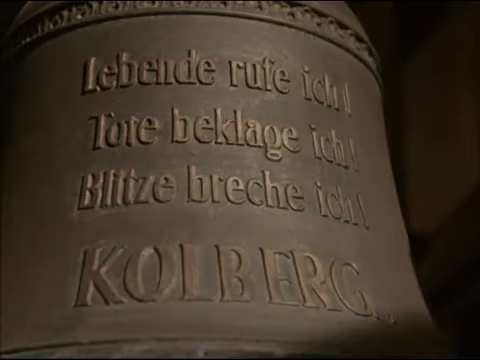 Lebende rufe ich!
Tote beklage ich!
Blitze breche ich!
KOLBERG